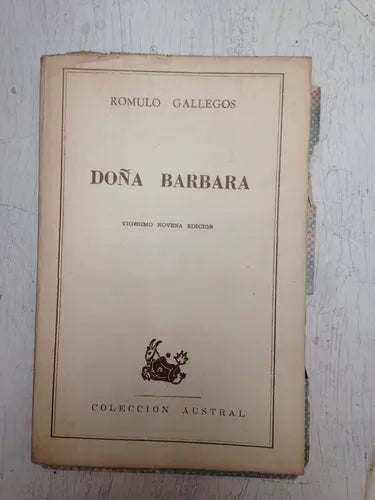 ROMULO GALLEGOS
DOÑA BARBARA
VIGESIMO NOVENA EDICION
COLECCION AUSTRAL